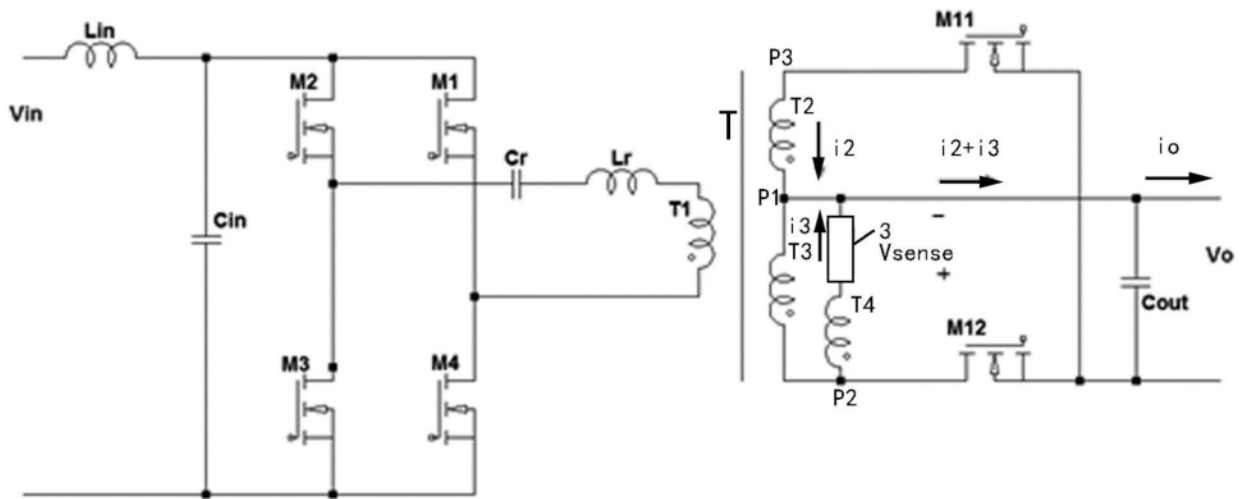 Lin
M11
P3
M2
M1
Vin
T
T2
i2
i2+i3
io
Cr
Lr
P1
T1
i3
-
3
Cin
T3
Vsense
Vo
+
T4
Cout
M12
M3
M4
P2